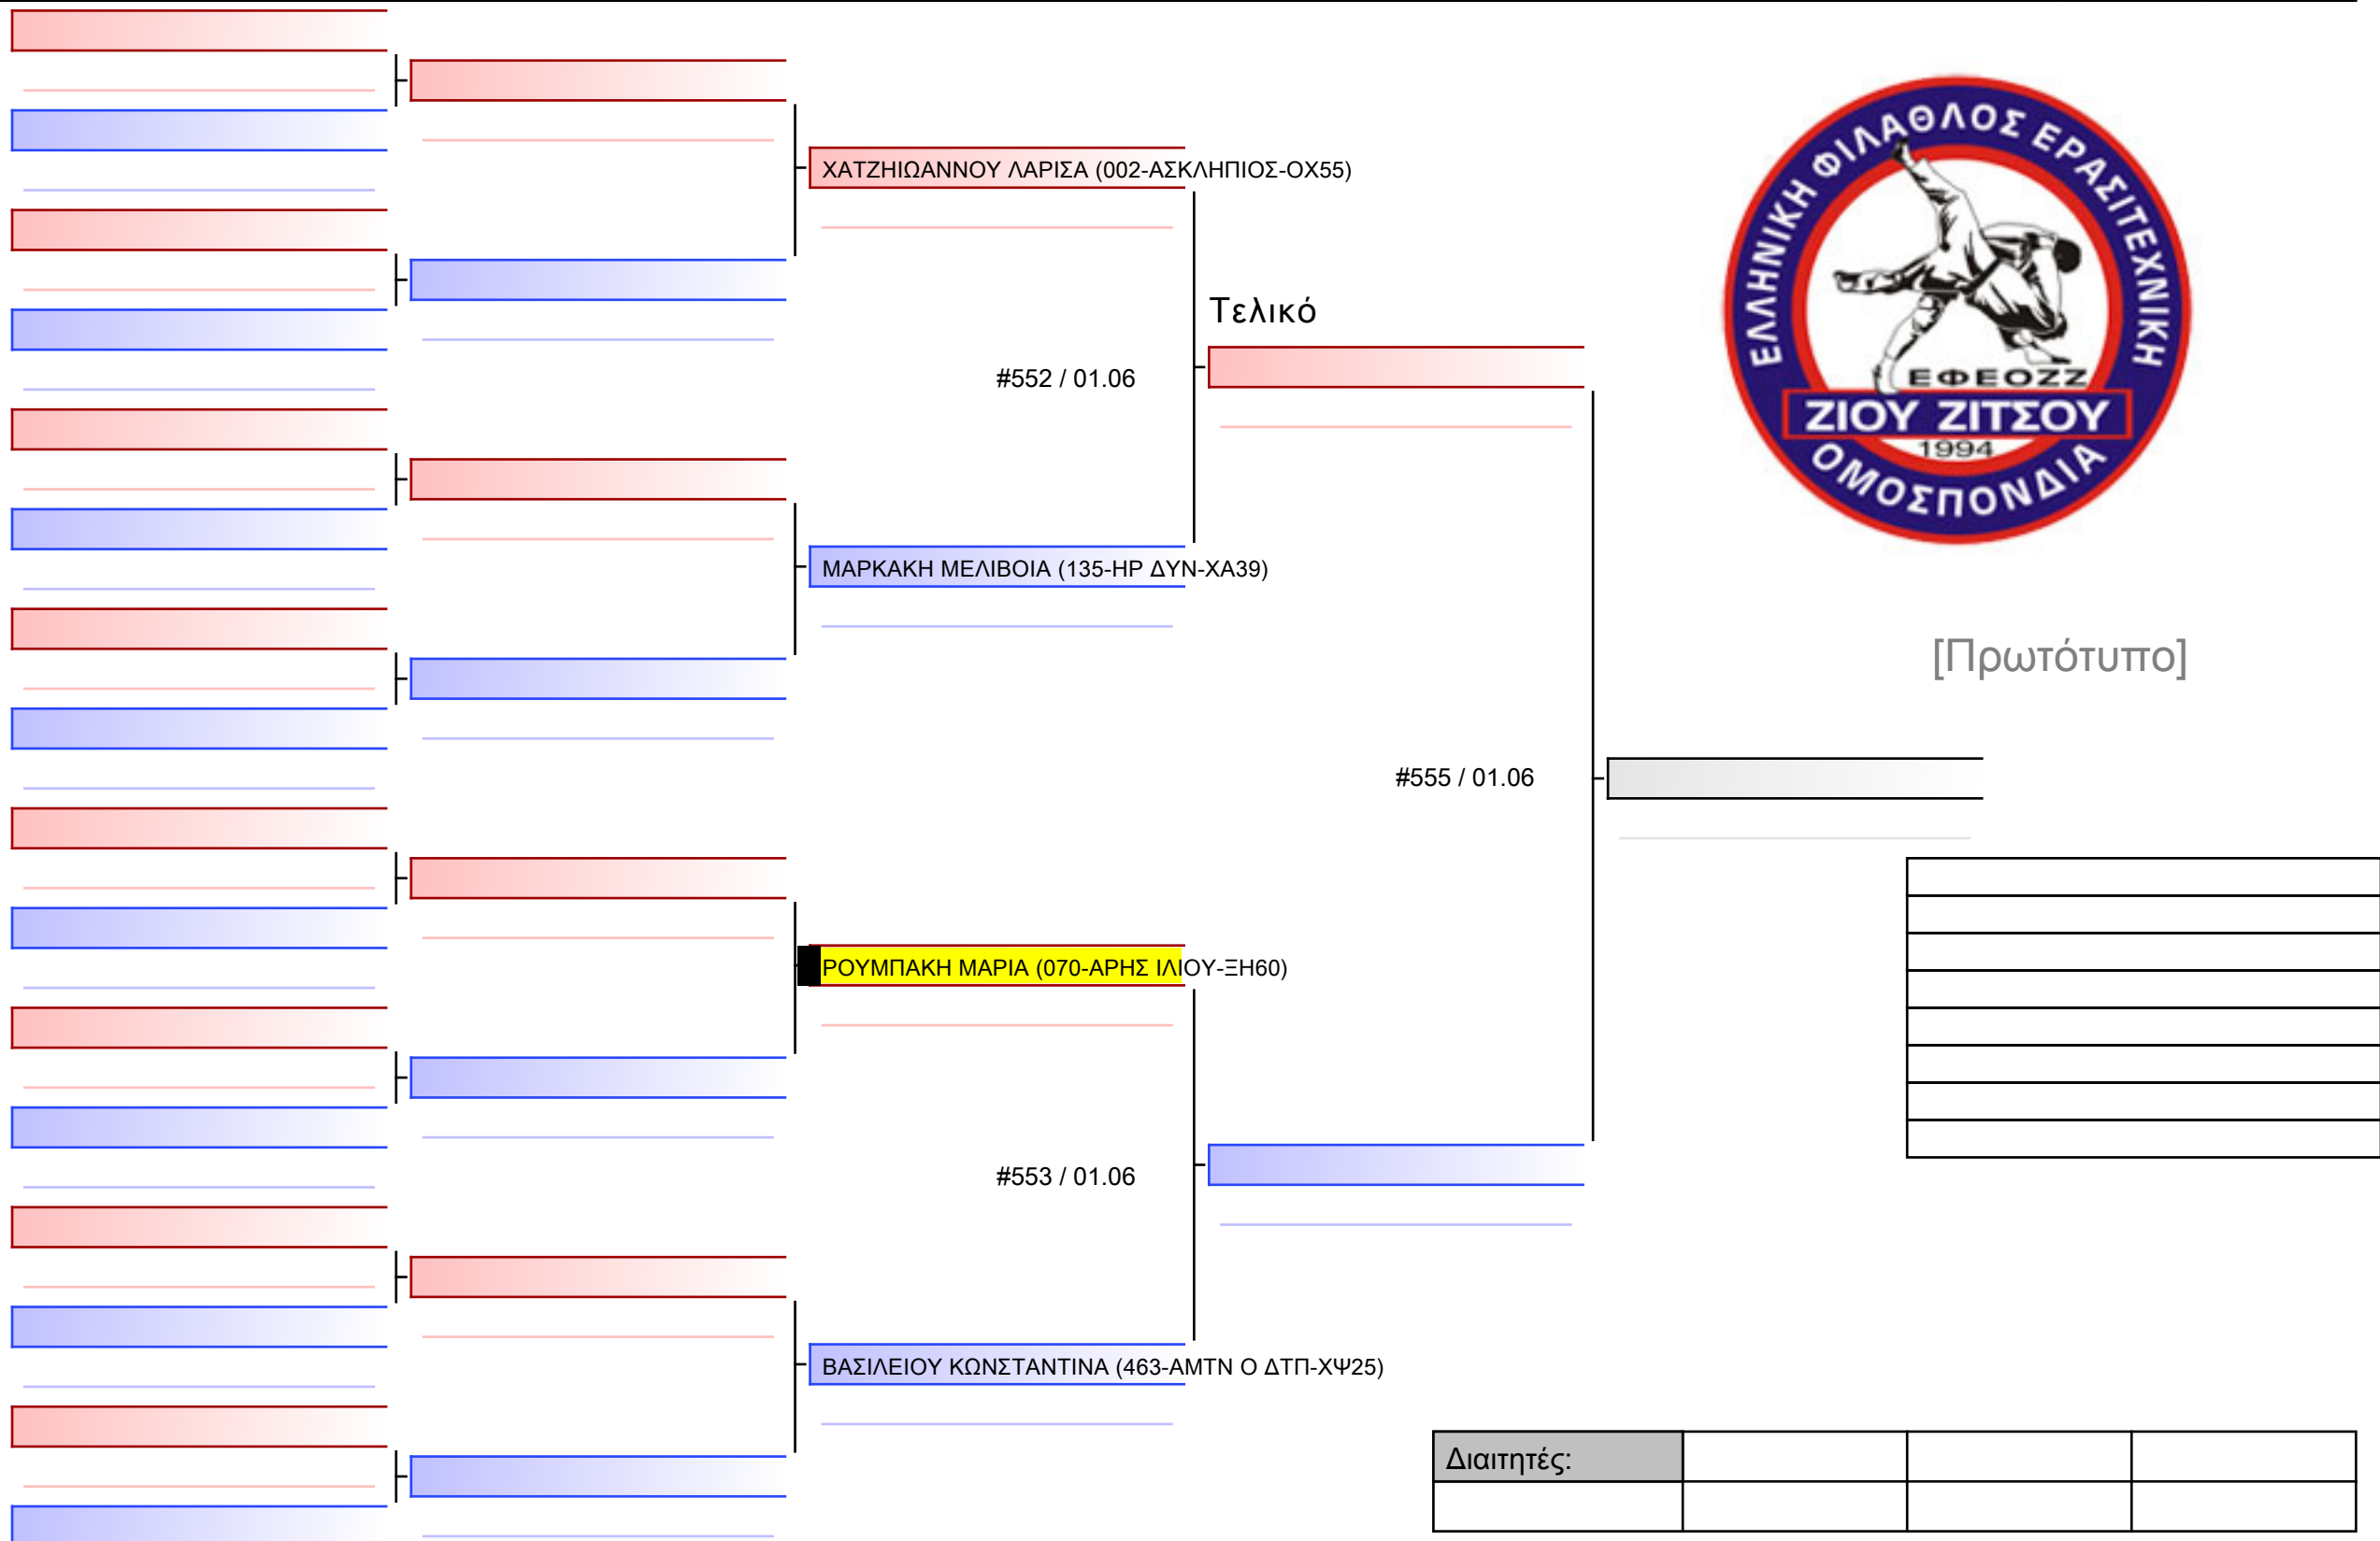 ΧΑΤΖΗΙΩΑΝΝΟΥ ΛΑΡΙΣΑ (002-ΑΣΚΛΗΠΙΟΣ-ΟΧ55)
Τελικό
#552 / 01.06
ΜΑΡΚΑΚΗ ΜΕΛΙΒΟΙΑ (135-ΗΡ ΔΥΝ-ΧΑ39)
ΕΛΛΗΝΙΚΗ ΦΙΛΑΘΛΟΣ ΕΡΑΣΙΤΕΧΝΙΚΗ
ΕΦΕΟΖΖ
ΖΙΟΥ ΖΙΤΣΟΥ
1994
ΟΜΟΣΠΟΝΔΙΑ
[Πρωτότυπο]
#555 / 01.06
ΡΟΥΜΠΑΚΗ ΜΑΡΙΑ (070-ΑΡΗΣ ΙΛΙΟΥ-ΞΗ60)
#553 / 01.06
ΒΑΣΙΛΕΙΟΥ ΚΩΝΣΤΑΝΤΙΝΑ (463-ΑΜΤΝ Ο ΔΤΠ-ΧΨ25)
Διαιτητές: